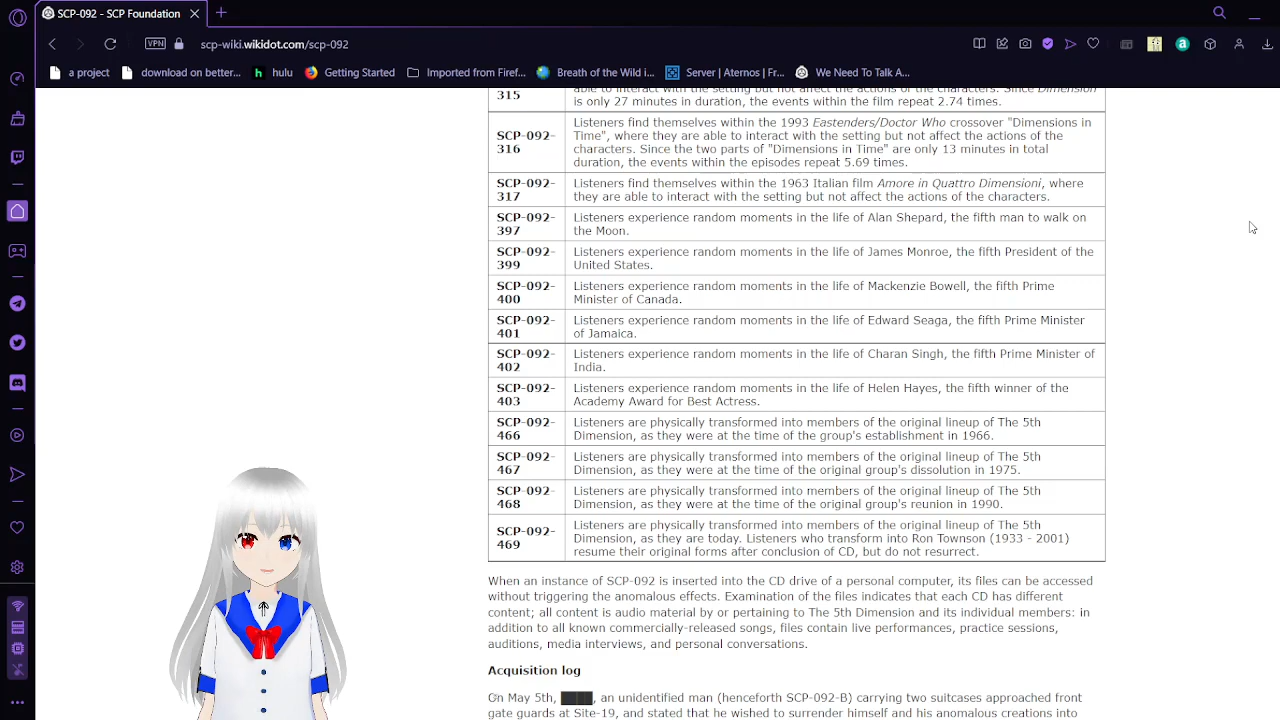 SCP-092 - SCP Foundation
VPN
scp-wiki.wikidot.com/scp-092
a project
download on better...
hulu
Getting Started
Imported from Firef...
Breath of the Wild i...
Server | Aternos | Fr...
We Need To Talk A...
315
able to interact with the setting but not affect the actions of the characters. Since Dimension
is only 27 minutes in duration, the events within the film repeat 2.74 times.
SCP-092-
316
Listeners find themselves within the 1993 Eastenders/Doctor Who crossover "Dimensions in
Time", where they are able to interact with the setting but not affect the actions of the
characters. Since the two parts of "Dimensions in Time" are only 13 minutes in total
duration, the events within the episodes repeat 5.69 times.
SCP-092-
317
Listeners find themselves within the 1963 Italian film Amore in Quattro Dimensioni, where
they are able to interact with the setting but not affect the actions of the characters.
SCP-092-
397
Listeners experience random moments in the life of Alan Shepard, the fifth man to walk on
the Moon.
SCP-092-
399
Listeners experience random moments in the life of James Monroe, the fifth President of the
United States.
SCP-092-
400
Listeners experience random moments in the life of Mackenzie Bowell, the fifth Prime
Minister of Canada.
SCP-092-
401
Listeners experience random moments in the life of Edward Seaga, the fifth Prime Minister
of Jamaica.
SCP-092-
402
Listeners experience random moments in the life of Charan Singh, the fifth Prime Minister of
India.
SCP-092-
403
Listeners experience random moments in the life of Helen Hayes, the fifth winner of the
Academy Award for Best Actress.
SCP-092-
466
Listeners are physically transformed into members of the original lineup of The 5th
Dimension, as they were at the time of the group's establishment in 1966.
SCP-092-
467
Listeners are physically transformed into members of the original lineup of The 5th
Dimension, as they were at the time of the original group's dissolution in 1975.
SCP-092-
468
Listeners are physically transformed into members of the original lineup of The 5th
Dimension, as they were at the time of the original group's reunion in 1990.
SCP-092-
469
Listeners are physically transformed into members of the original lineup of The 5th
Dimension, as they are today. Listeners who transform into Ron Townson (1933 - 2001)
resume their original forms after conclusion of CD, but do not resurrect.
When an instance of SCP-092 is inserted into the CD drive of a personal computer, its files can be accessed
without triggering the anomalous effects. Examination of the files indicates that each CD has different
content; all content is audio material by or pertaining to The 5th Dimension and its individual members: in
addition to all known commercially-released songs, files contain live performances, practice sessions,
auditions, media interviews, and personal conversations.
Acquisition log
On May 5th, ████, an unidentified man (henceforth SCP-092-B) carrying two suitcases approached front
gate guards at Site-19, and stated that he wished to surrender himself and his anomalous creations into